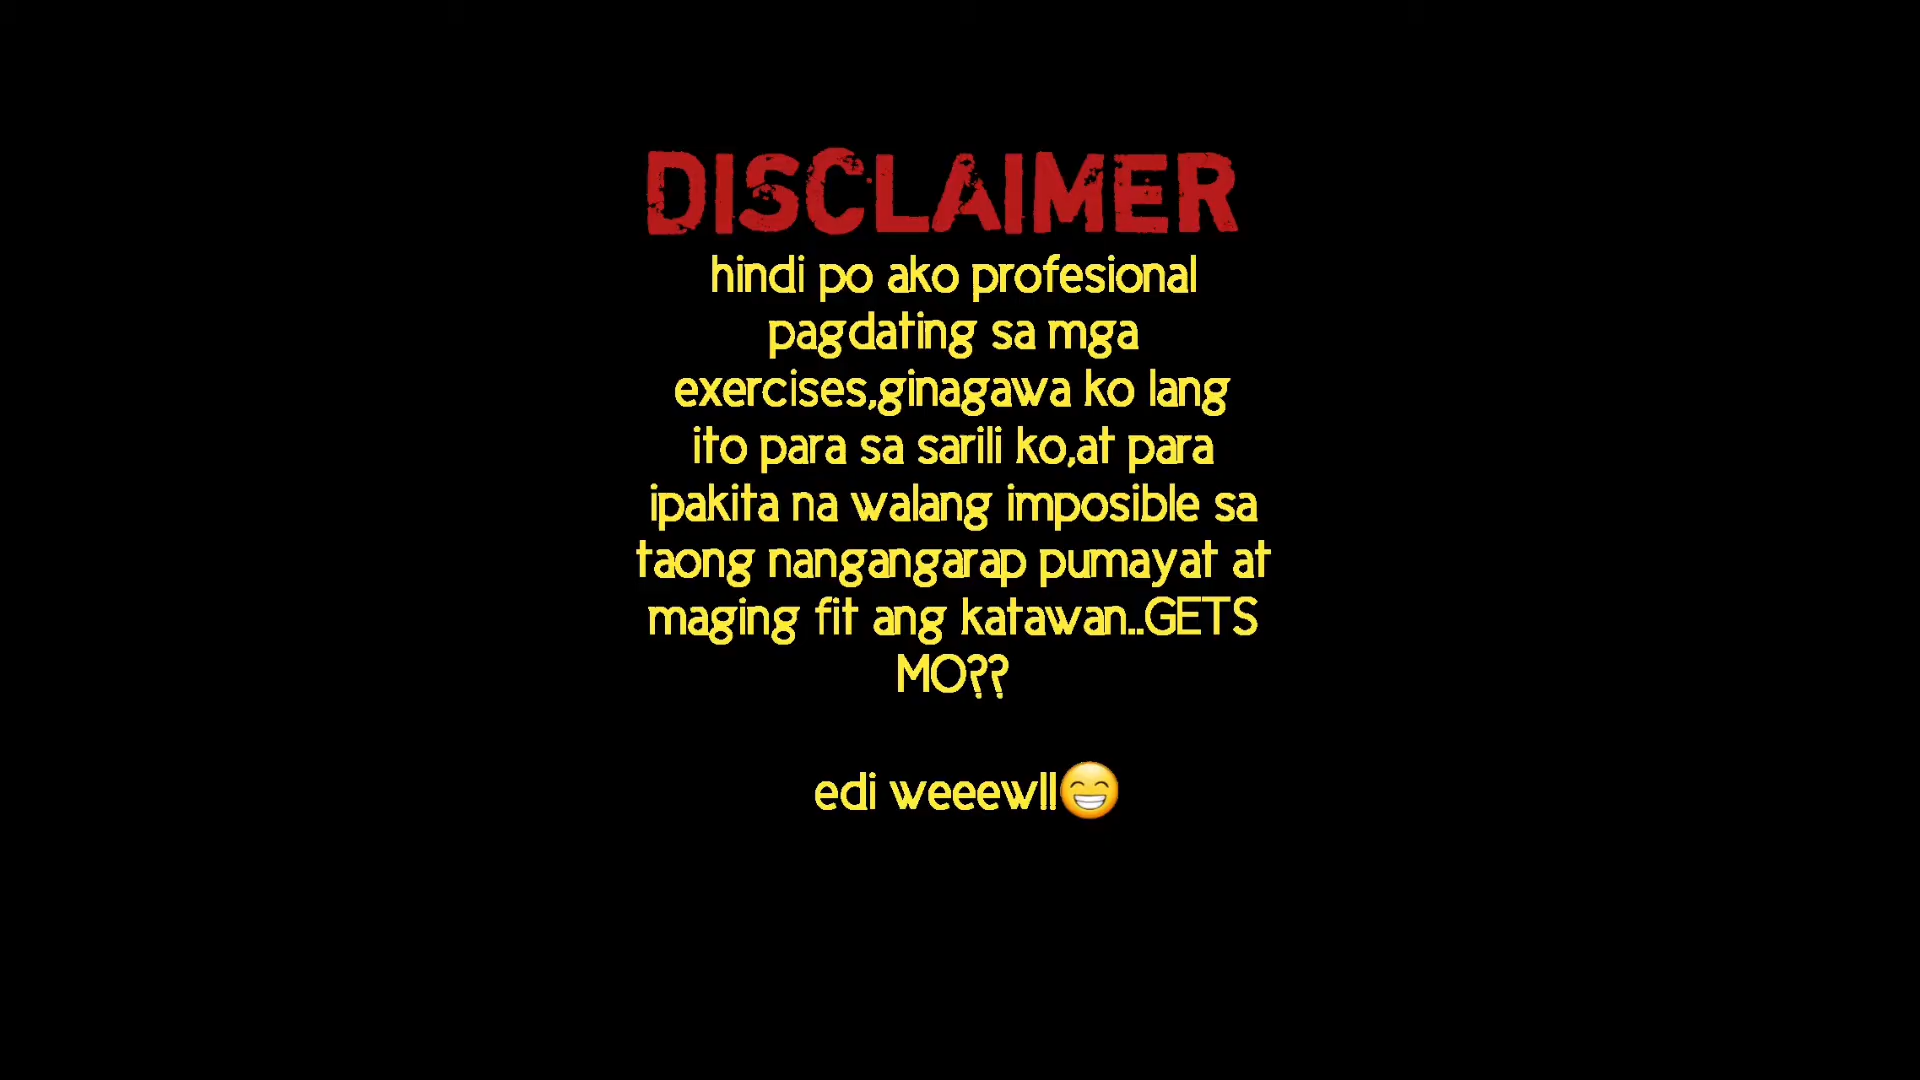 DISCLAIMER
hindi po ako profesional
pagdating sa mga
exercises,ginagawa ko lang
ito para sa sarili ko,at para
ipakita na walang imposible sa
taong nangangarap pumayat at
maging fit ang katawan..GETS
MO??
edi weeewll😁